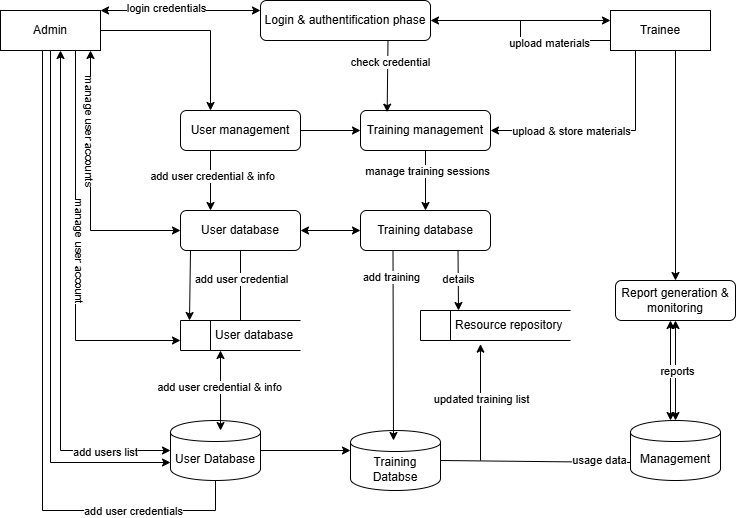 login credentials
Admin
Login & authentification phase
Trainee
upload materials
check credential
manage user accounts
User management
Training management
upload & store materials
add user credential & info
manage training sessions
manage user account
User database
Training database
add user credential
add training
details
Report generation &
monitoring
User database
Resource repository
reports
add user credential & info
updated training list
add users list
User Database
Training
Databse
usage data
Management
add user credentials